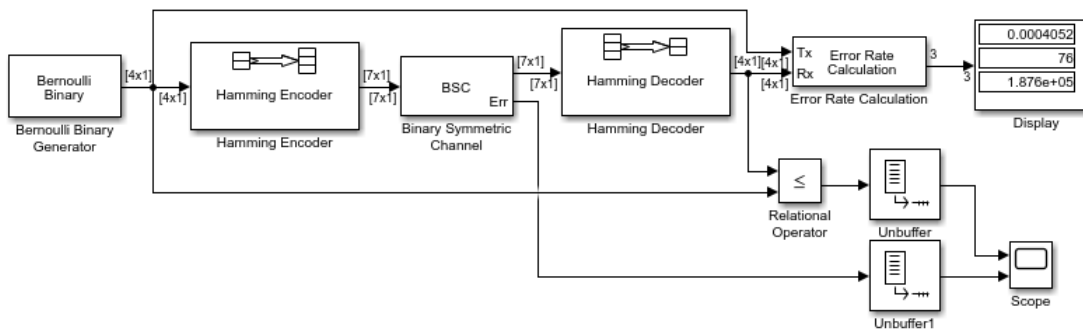 Bernoulli
Binary
Bernoulli Binary
Generator
[4x1]
[4x1]
Hamming Encoder
Hamming Encoder
[7x1]
[7x1]
BSC
Err
Binary Symmetric
Channel
[7x1]
[7x1]
Hamming Decoder
Hamming Decoder
[4x1]
[4x1]
[4x1]
Tx
Rx
Error Rate
Calculation
Error Rate Calculation
3
3
0.0004052
76
1.876e+05
Display
≤
Relational
Operator
Unbuffer
Unbuffer1
Scope